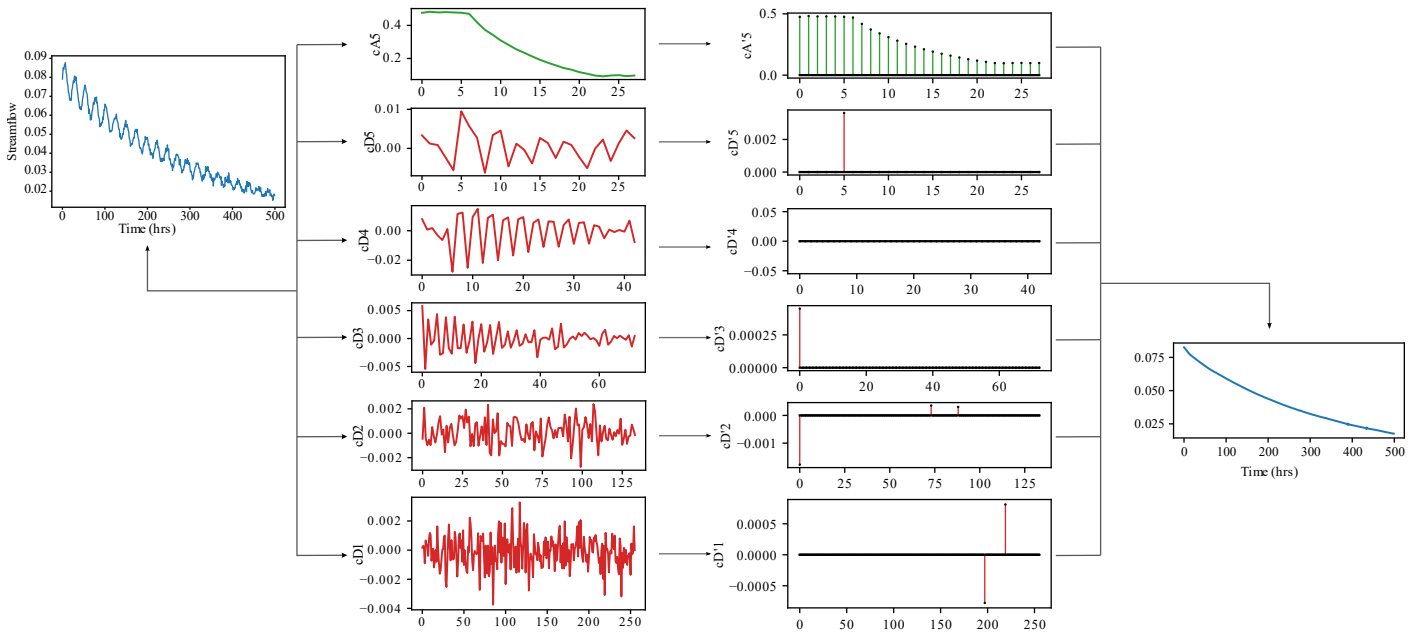 0.09
0.08
0.07
0.06
0.05
0.04
0.03
0.02
Streamflow
0 100 200 300 400 500
Time (hrs)
cA5
0.4
0.2
0 5 10 15 20 25
cD5
0.01
0.00
0 5 10 15 20 25
cD4
0.00
−0.02
0 10 20 30 40
cD3
0.005
0.000
−0.005
0 20 40 60
cD2
0.002
0.000
−0.002
0 25 50 75 100 125
cD1
0.002
0.000
−0.002
−0.004
0 50 100 150 200 250
cA'5
0.5
0.0
0 5 10 15 20 25
cD'5
0.002
0.000
0 5 10 15 20 25
cD'4
0.05
0.00
−0.05
0 10 20 30 40
cD'3
0.00025
0.00000
0 20 40 60
cD'2
0.000
−0.001
0 25 50 75 100 125
cD'1
0.0005
0.0000
−0.0005
0 50 100 150 200 250
0.075
0.050
0.025
0 100 200 300 400 500
Time (hrs)